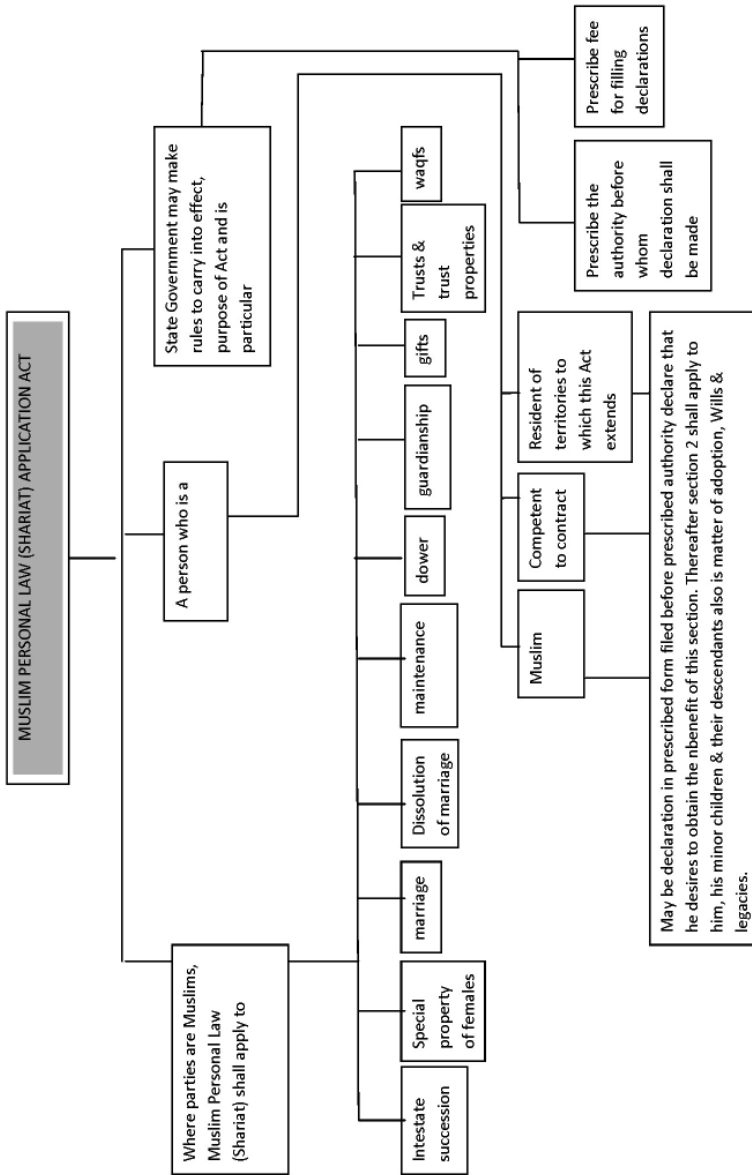 MUSLIM PERSONAL LAW (SHARIAT) APPLICATION ACT
Where parties are Muslims,
Muslim Personal Law
(Shariat) shall apply to
A person who is a
State Government may make
rules to carry into effect,
purpose of Act and is
particular
Intestate
succession
Special
property
of females
marriage
Dissolution
of marriage
maintenance
dower
guardianship
gifts
Trusts &
trust
properties
waqfs
Muslim
Competent
to contract
Resident of
territories to
which this Act
extends
Prescribe the
authority before
whom
declaration shall
be made
Prescribe fee
for filling
declarations
May be declaration in prescribed form filed before prescribed authority declare that
he desires to obtain the nbenefit of this section. Thereafter section 2 shall apply to
him, his minor children & their descendants also is matter of adoption, Wills &
legacies.